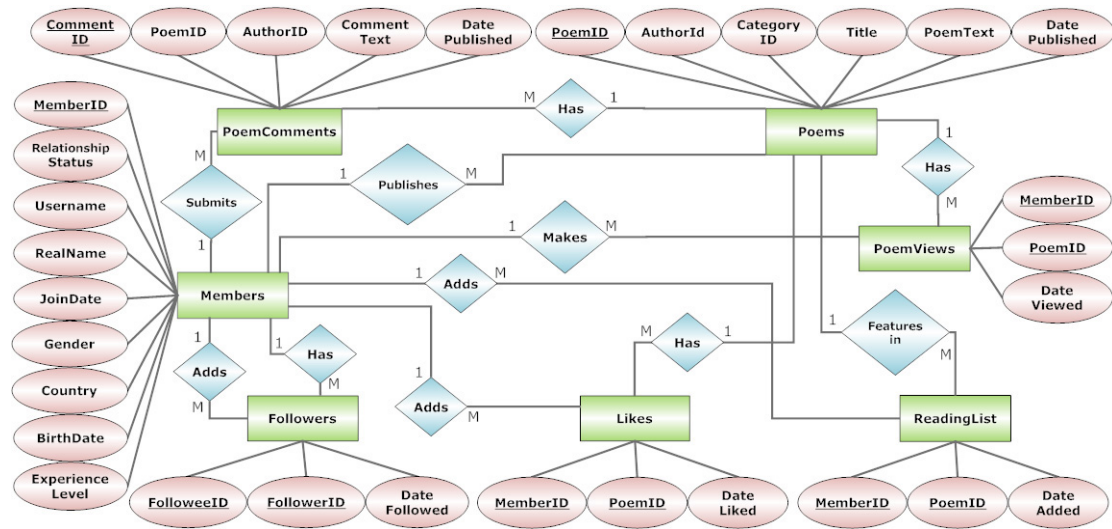 Comment
ID
PoemID
AuthorID
Comment
Text
Date
Published
PoemID
AuthorId
Category
ID
Title
PoemText
Date
Published
MemberID
Relationship
Status
Username
RealName
JoinDate
Gender
Country
BirthDate
Experience
Level
PoemComments
M
Has
1
Poems
M
Submits
1
1
Publishes
M
1
Has
M
MemberID
PoemID
Date
Viewed
1
Makes
M
PoemViews
Members
1
Adds
M
1
Adds
M
1
Has
M
1
Adds
M
M
Has
1
1
Features
in
M
Followers
Likes
ReadingList
FolloweeID
FollowerID
Date
Followed
MemberID
PoemID
Date
Liked
MemberID
PoemID
Date
Added